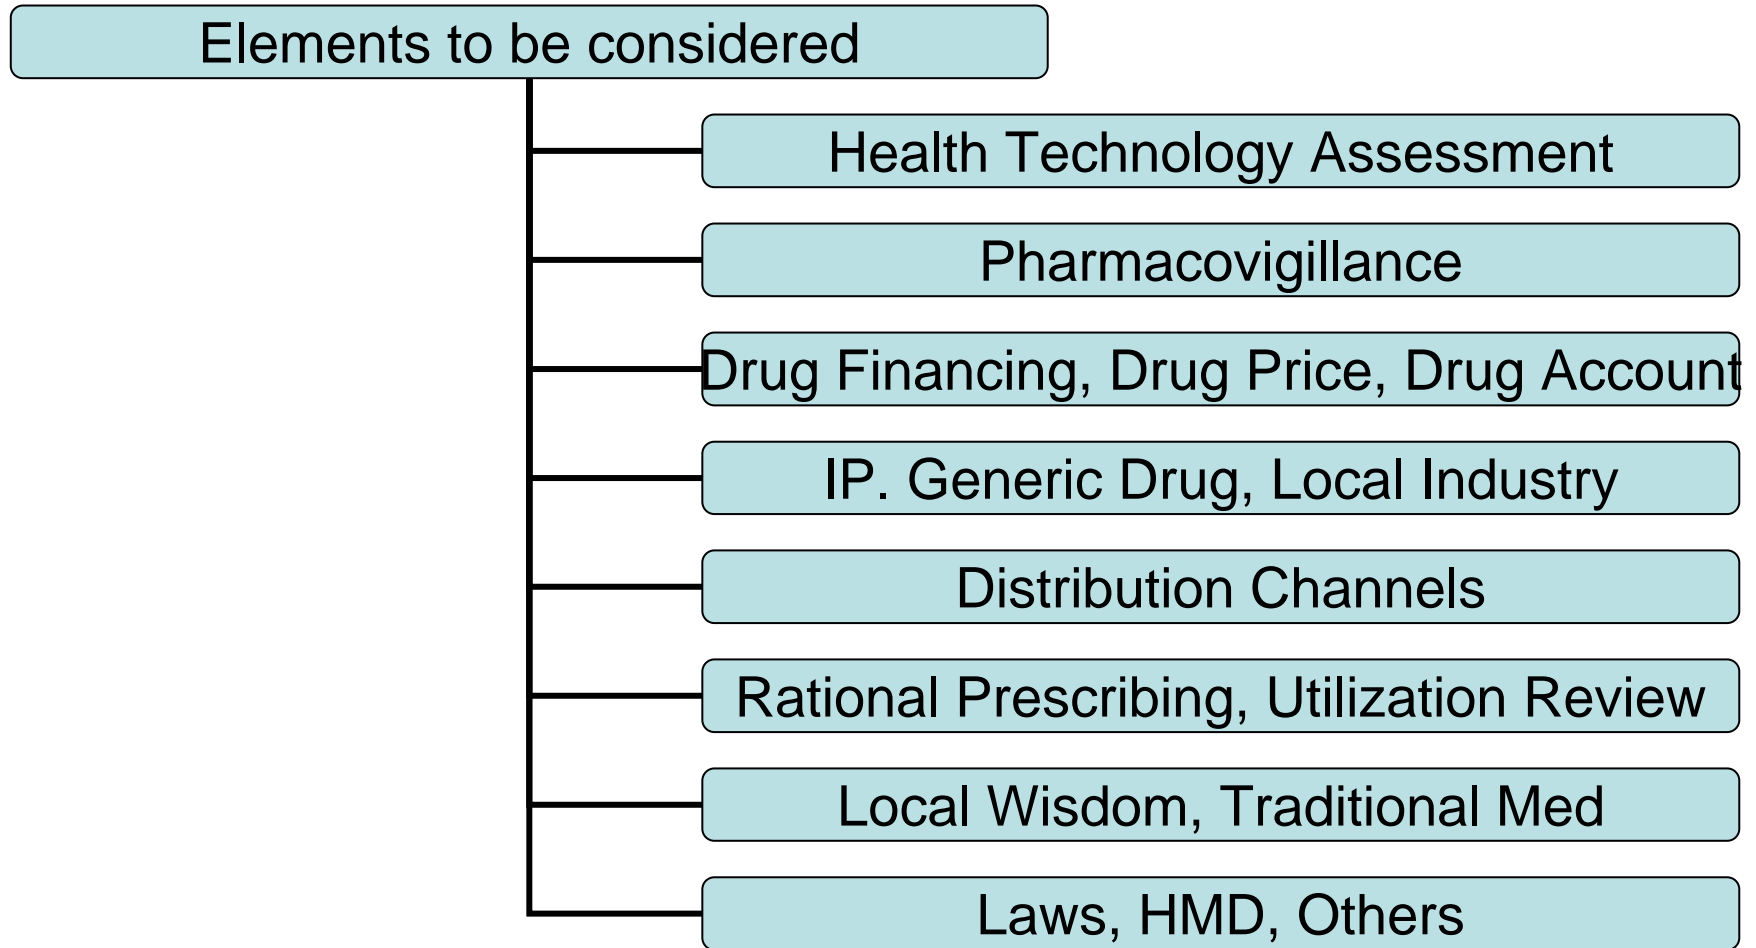 Elements to be considered
Health Technology Assessment
Pharmacovigillance
Drug Financing, Drug Price, Drug Account
IP. Generic Drug, Local Industry
Distribution Channels
Rational Prescribing, Utilization Review
Local Wisdom, Traditional Med
Laws, HMD, Others